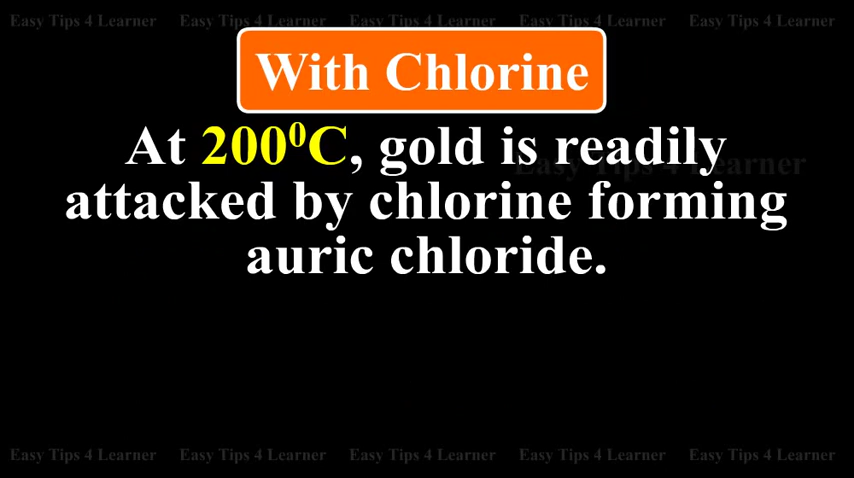 Easy Tips 4 Learner Easy Tips 4 Learner Easy Tips 4 Learner Easy Tips 4 Learner Easy Tips 4 Learner
With Chlorine
At 200⁰C, gold is readily
Easy Tips 4 Learner
attacked by chlorine forming
auric chloride.
Easy Tips 4 Learner Easy Tips 4 Learner Easy Tips 4 Learner Easy Tips 4 Learner Easy Tips 4 Learner